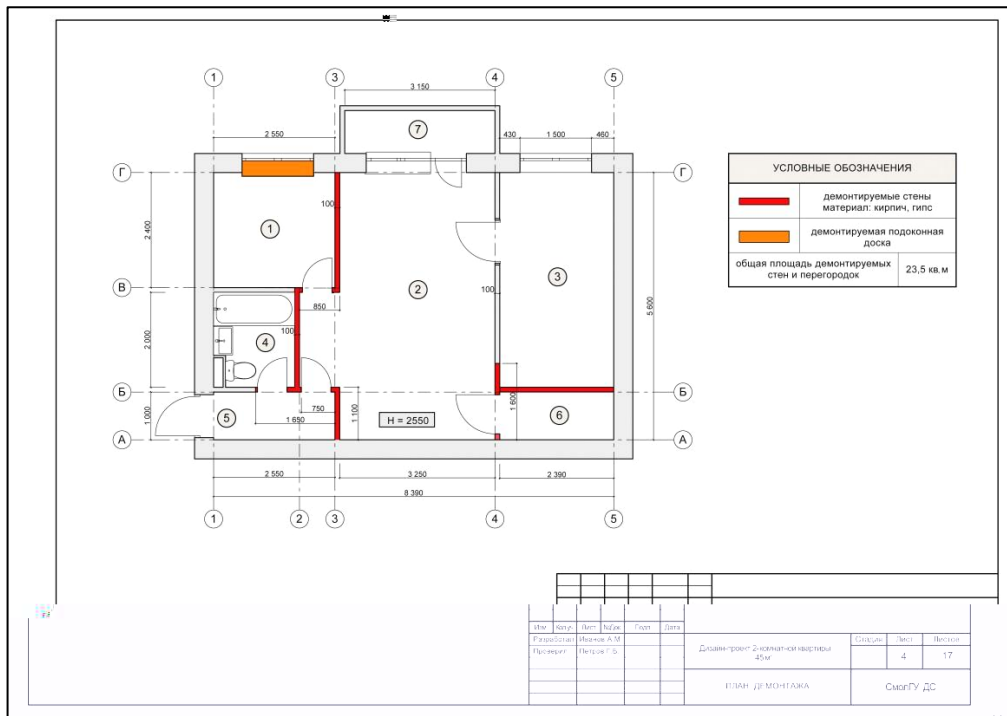 1
3
4
5
3 150
7
2 550
430
1 500
460
Г
Г
УСЛОВНЫЕ ОБОЗНАЧЕНИЯ
демонтируемые стены
материал: кирпич, гипс
демонтируемая подоконная
доска
общая площадь демонтируемых
стен и перегородок
23,5 кв.м
100
1
2 400
2
3
В
В
100
850
5 600
2 000
100
4
Б
Б
750
1 650
1 100
1 600
1 000
5
H = 2550
6
А
А
2 550
3 250
2 390
8 390
1
2
3
4
5
Изм
Колуч.
Лист
№Док
Подп.
Дата
Разработал
Иванов А.М
Проверил
Петров Г.Б.
Дизайн-проект 2-комнатной квартиры
45м²
Стадия
Лист
Листов
4
17
ПЛАН ДЕМОНТАЖА
СмолГУ ДС